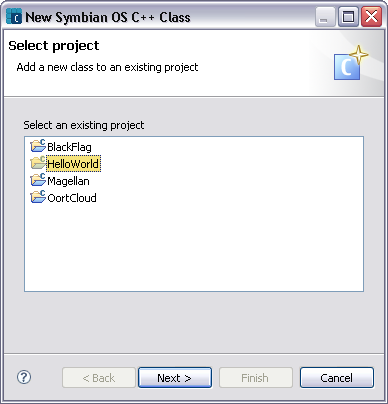 New Symbian OS C++ Class
Select project
Add a new class to an existing project
C
Select an existing project
BlackFlag
HelloWorld
Magellan
OortCloud
?
< Back
Next >
Finish
Cancel